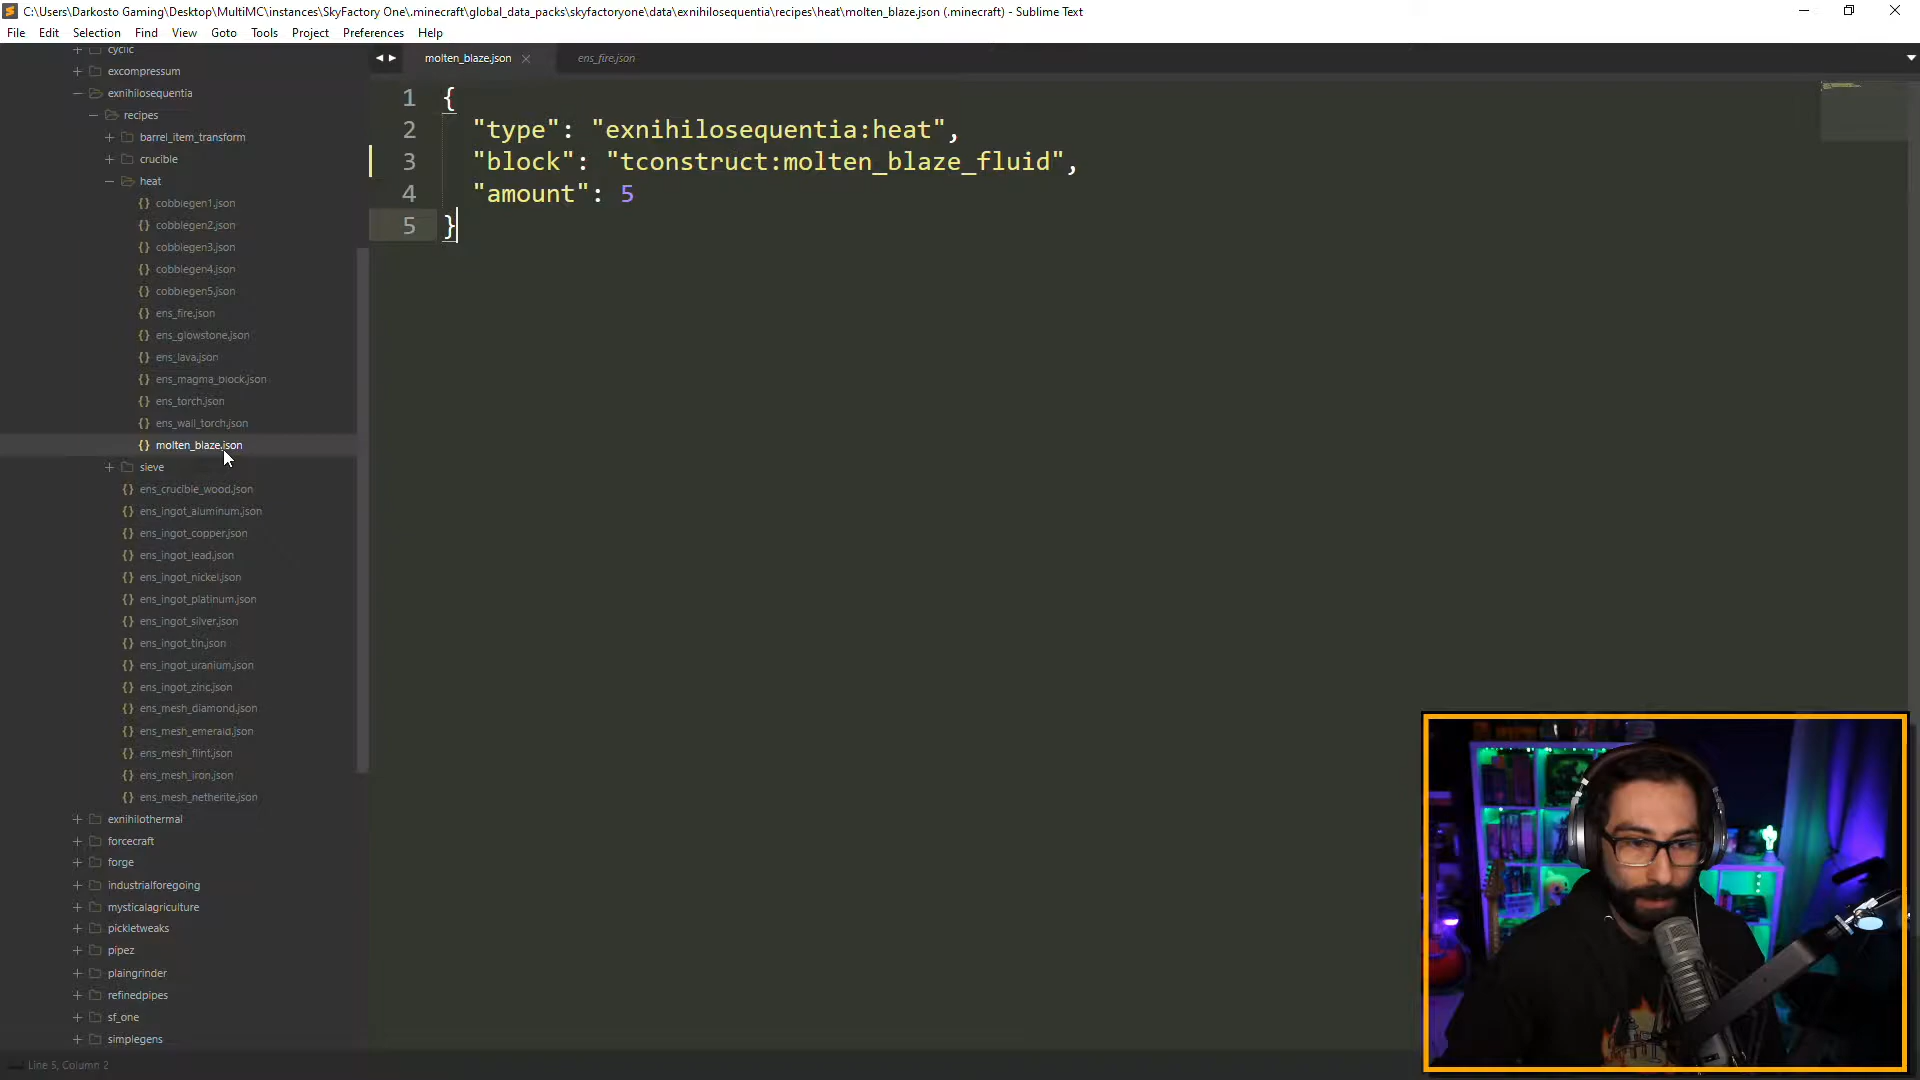 C:\Users\Darkosto Gaming\Desktop\MultiMC\instances\SkyFactory One\.minecraft\global_data_packs\skyfactoryone\data\exnihilosequentia\recipes\heat\molten_blaze.json (.minecraft) - Sublime Text
File Edit Selection Find View Goto Tools Project Preferences Help
cyclic
excompressum
exnihilosequentia
recipes
barrel_item_transform
crucible
heat
cobblegen1.json
cobblegen2.json
cobblegen3.json
cobblegen4.json
cobblegen5.json
ens_fire.json
ens_glowstone.json
ens_lava.json
ens_magma_block.json
ens_torch.json
ens_wall_torch.json
molten_blaze.json
sieve
ens_crucible_wood.json
ens_ingot_aluminum.json
ens_ingot_copper.json
ens_ingot_lead.json
ens_ingot_nickel.json
ens_ingot_platinum.json
ens_ingot_silver.json
ens_ingot_tin.json
ens_ingot_uranium.json
ens_ingot_zinc.json
ens_mesh_diamond.json
ens_mesh_emerald.json
ens_mesh_flint.json
ens_mesh_iron.json
ens_mesh_netherite.json
exnihilothermal
forcecraft
forge
industrialforegoing
mysticalagriculture
pickletweaks
pipez
plaingrinder
refinedpipes
sf_one
simplegens
molten_blaze.json ens_fire.json
1 {
2 "type": "exnihilosequentia:heat",
3 "block": "tconstruct:molten_blaze_fluid",
4 "amount": 5
5 }
Line 5, Column 2